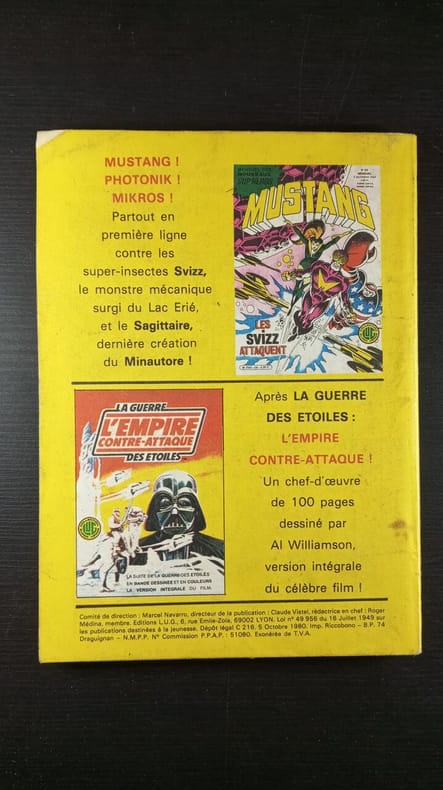 MUSTANG !
PHOTONIK !
MIKROS !
Partout en
première ligne
contre les
super-insectes Svizz,
le monstre mécanique
surgi du Lac Erié,
et le Sagittaire,
dernière création
du Minautore !
MUSTANG
LES
SVIZZ
ATTAQUENT
LUG
LA GUERRE
L'EMPIRE
CONTRE-ATTAQUE
DES ETOILES
LUG
LA SUITE DE LA GUERRE DES ETOILES
EN BANDE DESSINEE ET EN COULEURS
LA VERSION INTEGRALE DU FILM.
Après LA GUERRE
DES ETOILES :
L'EMPIRE
CONTRE-ATTAQUE !
Un chef-d'œuvre
de 100 pages
dessiné par
Al Williamson,
version intégrale
du célèbre film !
Comité de direction : Marcel Navarro, directeur de la publication : Claude Vistel, rédactrice en chef : Roger
Médina, membre. Editions L.U.G., 6, rue Emile-Zola, 69002 LYON. Loi n° 49 956 du 16 Juillet 1949 sur
les publications destinées à la jeunesse. Dépôt légal C 216. 5 Octobre 1980. Imp. Riccobono - B.P. 74
Draguignan - N.M.P.P. N° Commission P.P.A.P. : 51080. Exonérée de T.V.A.